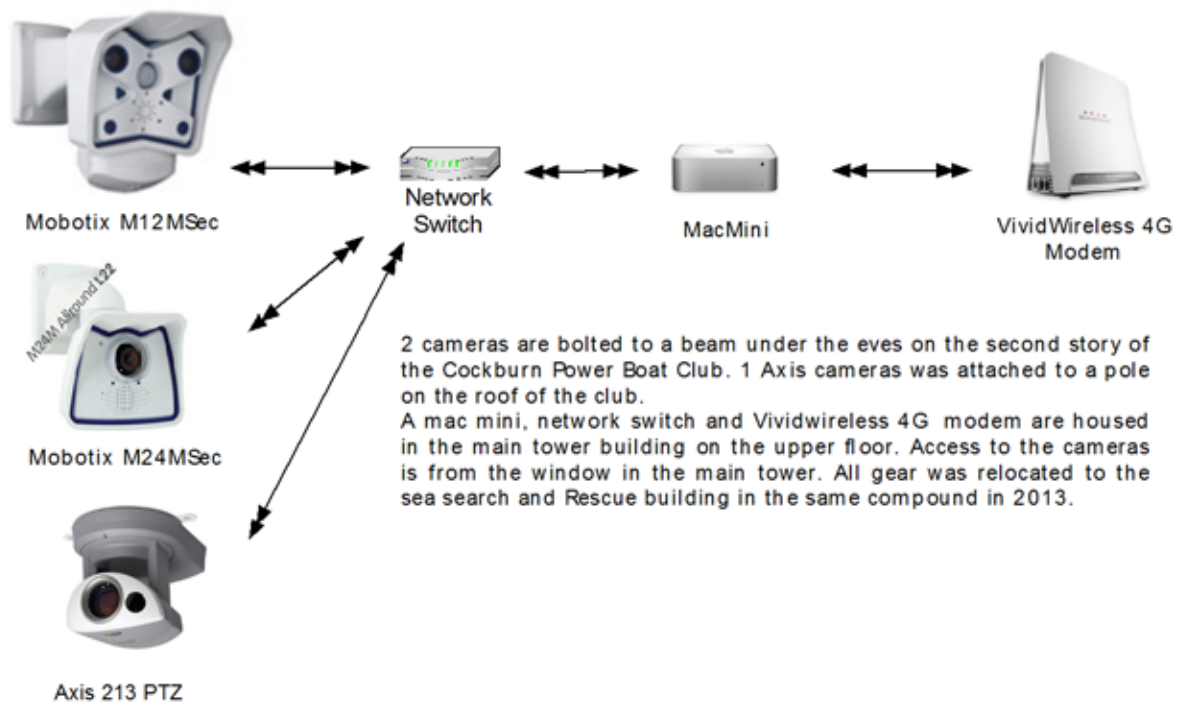 Mobotix M12MSec
Network
Switch
MacMini
VividWireless 4G
Modem
M24M Allround L22
Mobotix M24MSec
2 cameras are bolted to a beam under the eves on the second story of
the Cockburn Power Boat Club. 1 Axis cameras was attached to a pole
on the roof of the club.
A mac mini, network switch and Vividwireless 4G modem are housed
in the main tower building on the upper floor. Access to the cameras
is from the window in the main tower. All gear was relocated to the
sea search and Rescue building in the same compound in 2013.
Axis 213 PTZ